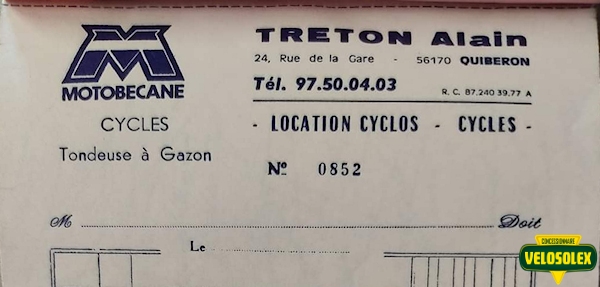 MOTOBECANE
CYCLES
Tondeuse à Gazon
TRETON Alain
24, Rue de la Gare - 56170 QUIBERON
Tél. 97.50.04.03
R. C. 87.240 39.77 A
- LOCATION CYCLOS - CYCLES -
Nº 0852
M Doit
Le
CONCESSIONNAIRE
VELOSOLEX